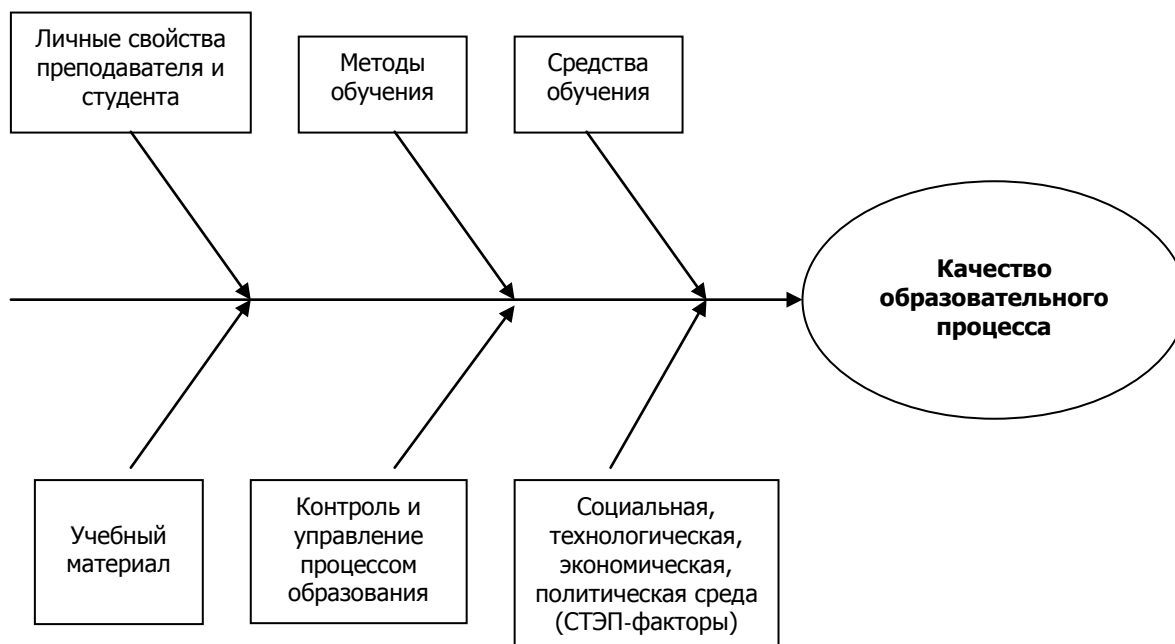 Личные свойства
преподавателя и
студента
Методы
обучения
Средства
обучения
Качество
образовательного
процесса
Учебный
материал
Контроль и
управление
процессом
образования
Социальная,
технологическая,
экономическая,
политическая среда
(СТЭП-факторы)